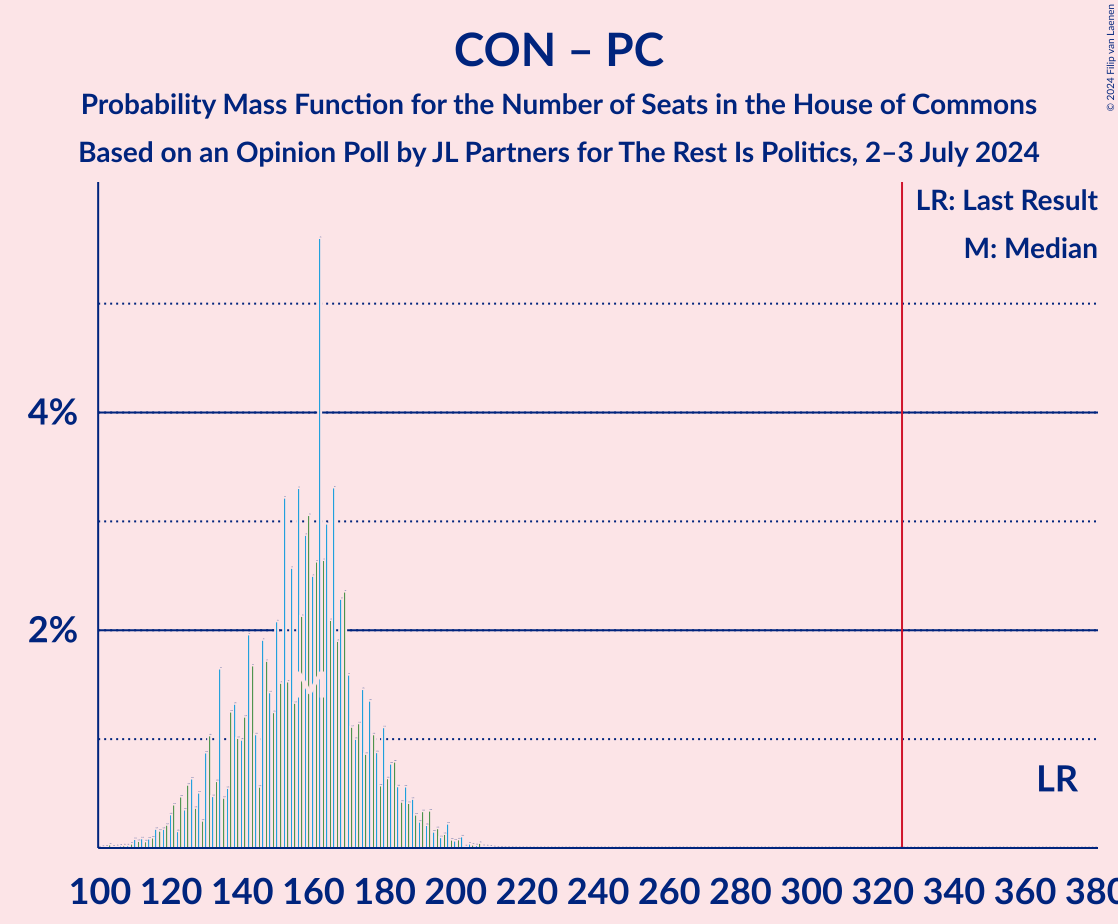 CON – PC
Probability Mass Function for the Number of Seats in the House of Commons
Based on an Opinion Poll by JL Partners for The Rest Is Politics, 2–3 July 2024
© 2024 Filip van Laenen
LR: Last Result
M: Median
4%
2%
LR
100 120 140 160 180 200 220 240 260 280 300 320 340 360 380